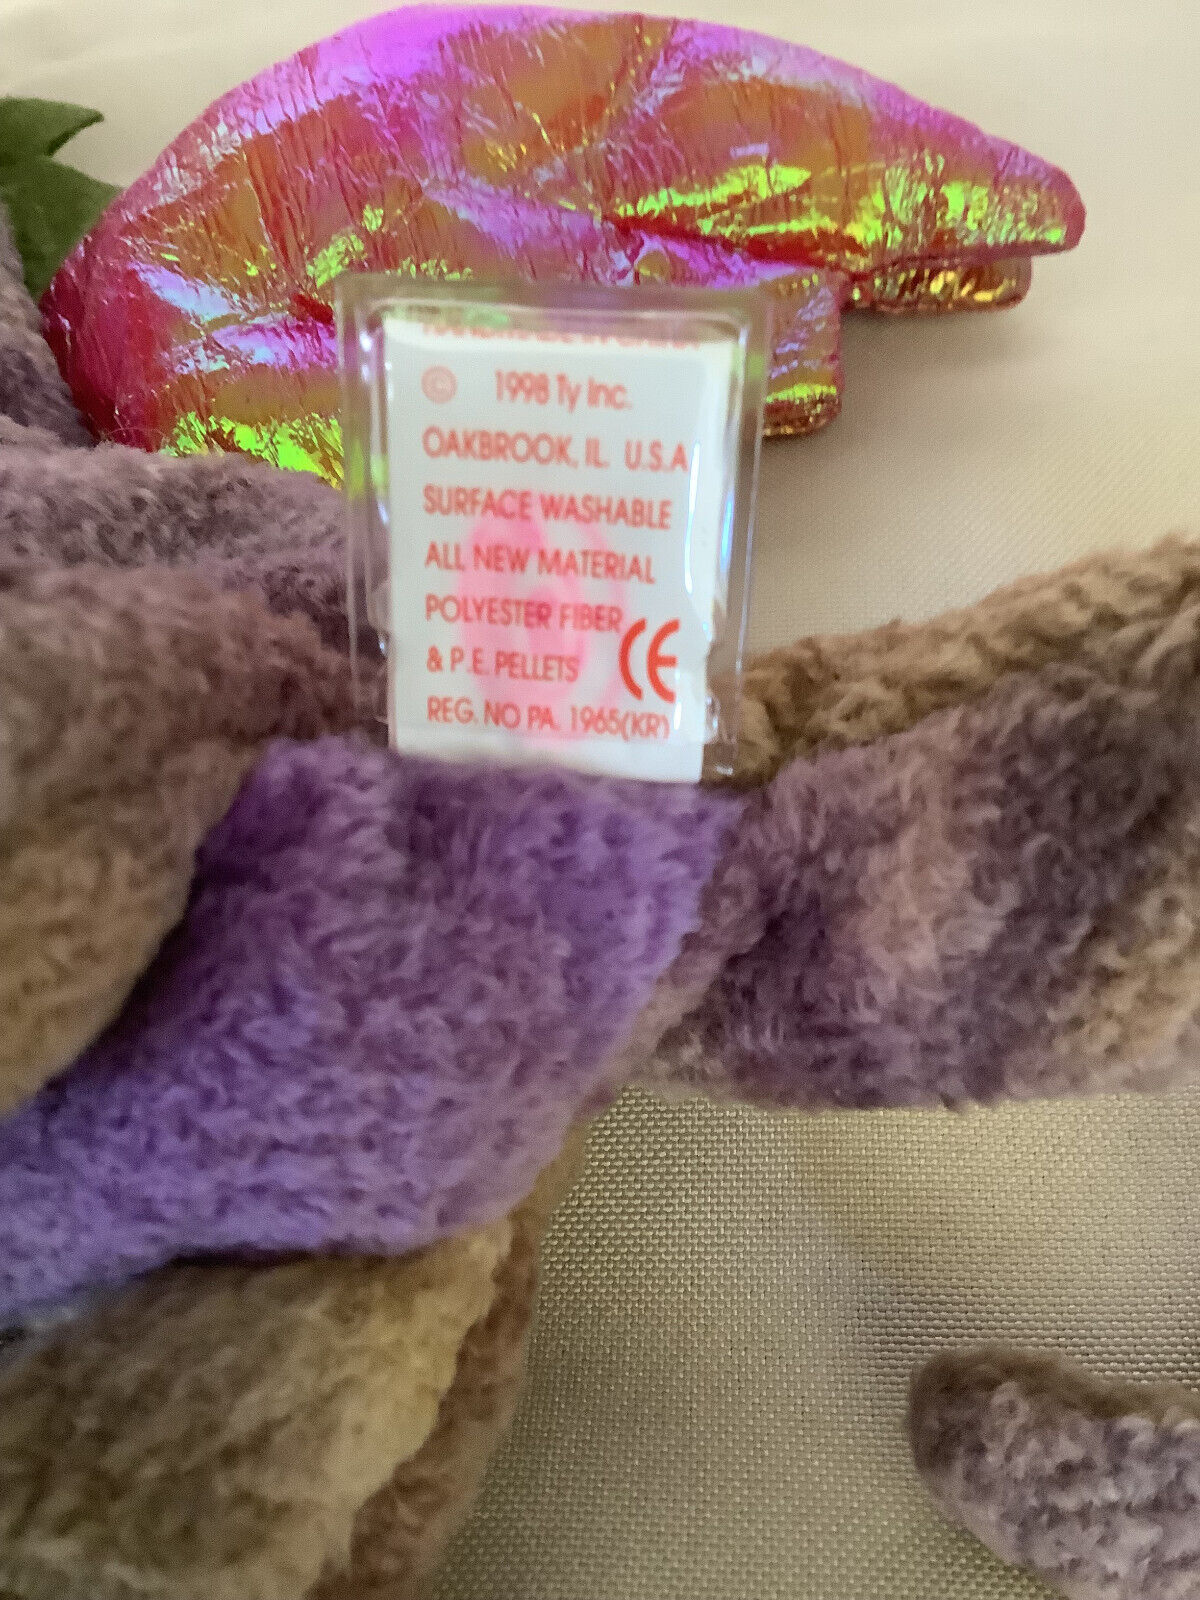 © 1998 Ty Inc.
OAKBROOK, IL. U.S.A
SURFACE WASHABLE
ALL NEW MATERIAL
POLYESTER FIBER
& P.E. PELLETS CE
REG. NO PA. 1965(KR)